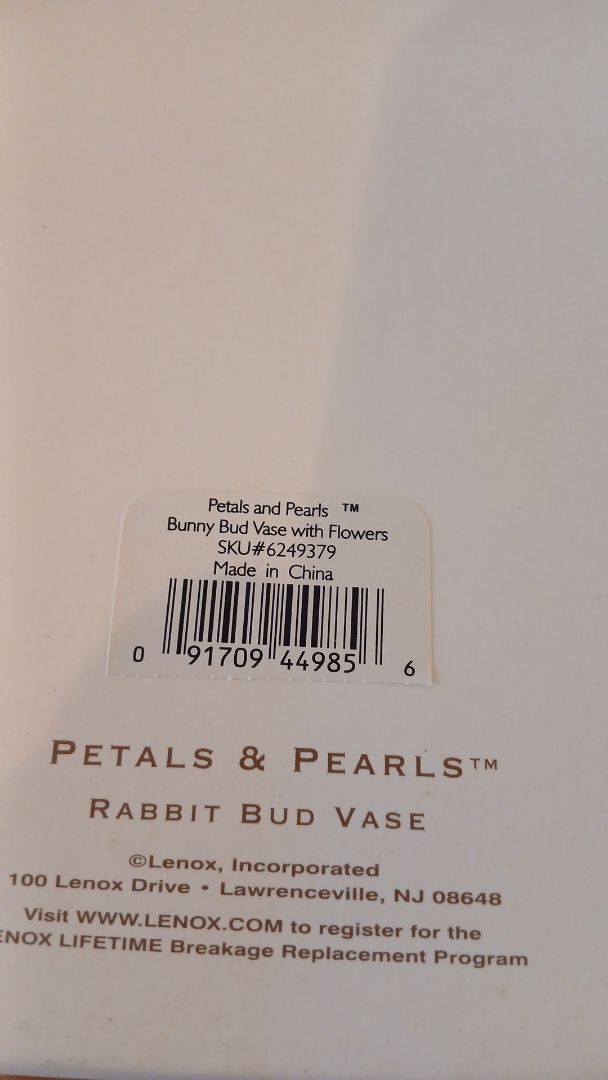 Petals and Pearls ™
Bunny Bud Vase with Flowers
SKU#6249379
Made in China
0 91709 44985 6
PETALS & PEARLS™
RABBIT BUD VASE
©Lenox, Incorporated
100 Lenox Drive • Lawrenceville, NJ 08648
Visit WWW.LENOX.COM to register for the
ENOX LIFETIME Breakage Replacement Program